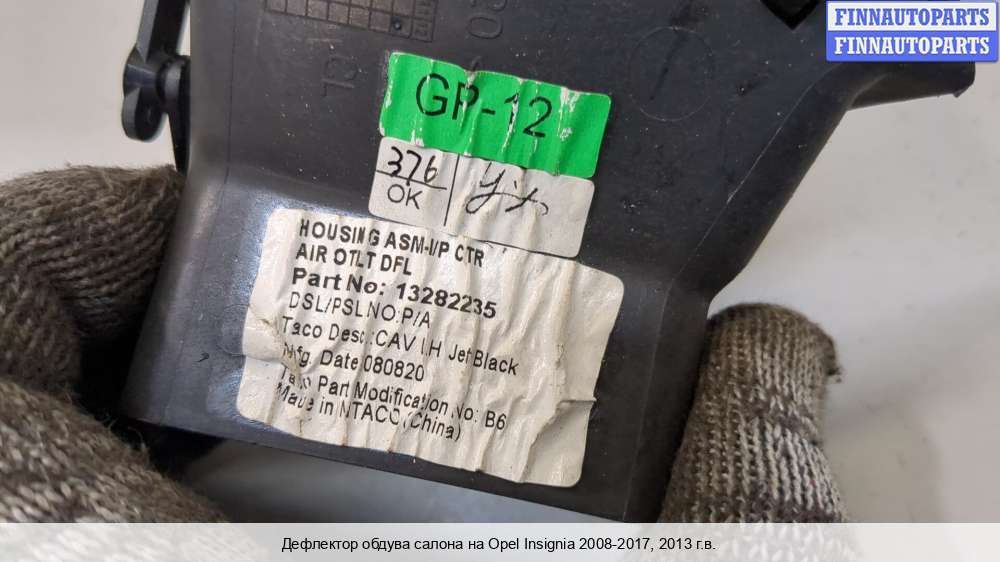 FINNAUTOPARTS
FINNAUTOPARTS
GP-12
376
OK
HOUSING ASM-I/P CTR
AIR OTLT DFL
Part No: 13282235
DSL/PSL NO:P/A
Taco Desc:CAV LH Jet Black
Mfg. Date 080820
Taco Part Modification No: B6
Made in NTACO (China)
Дефлектор обдува салона на Opel Insignia 2008-2017, 2013 г.в.